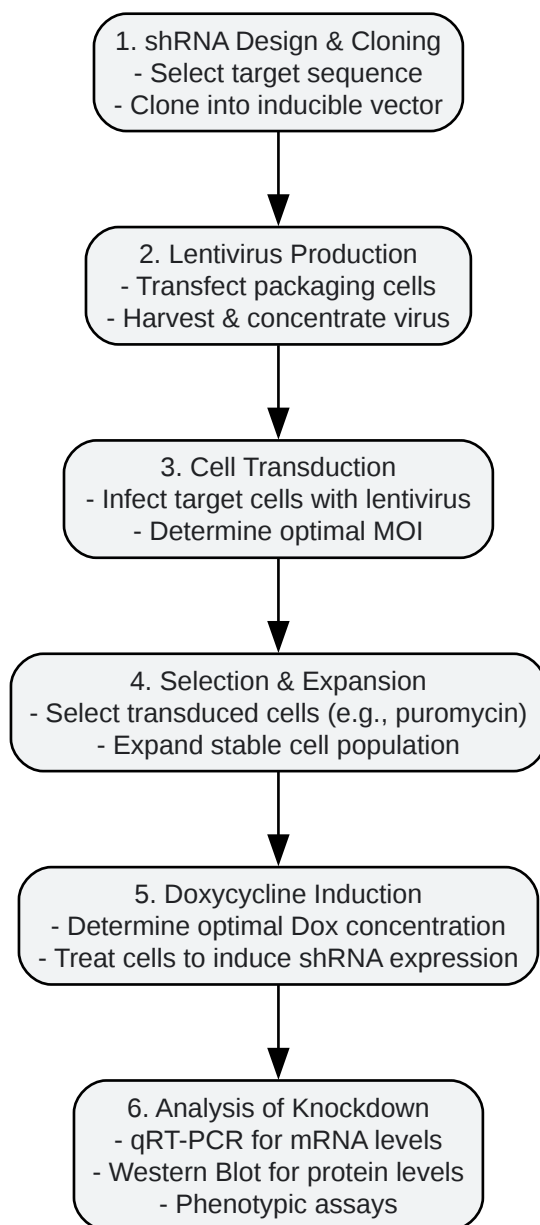 1. shRNA Design & Cloning
- Select target sequence
- Clone into inducible vector
2. Lentivirus Production
- Transfect packaging cells
- Harvest & concentrate virus
3. Cell Transduction
- Infect target cells with lentivirus
- Determine optimal MOI
4. Selection & Expansion
- Select transduced cells (e.g., puromycin)
- Expand stable cell population
5. Doxycycline Induction
- Determine optimal Dox concentration
- Treat cells to induce shRNA expression
6. Analysis of Knockdown
- qRT-PCR for mRNA levels
- Western Blot for protein levels
- Phenotypic assays